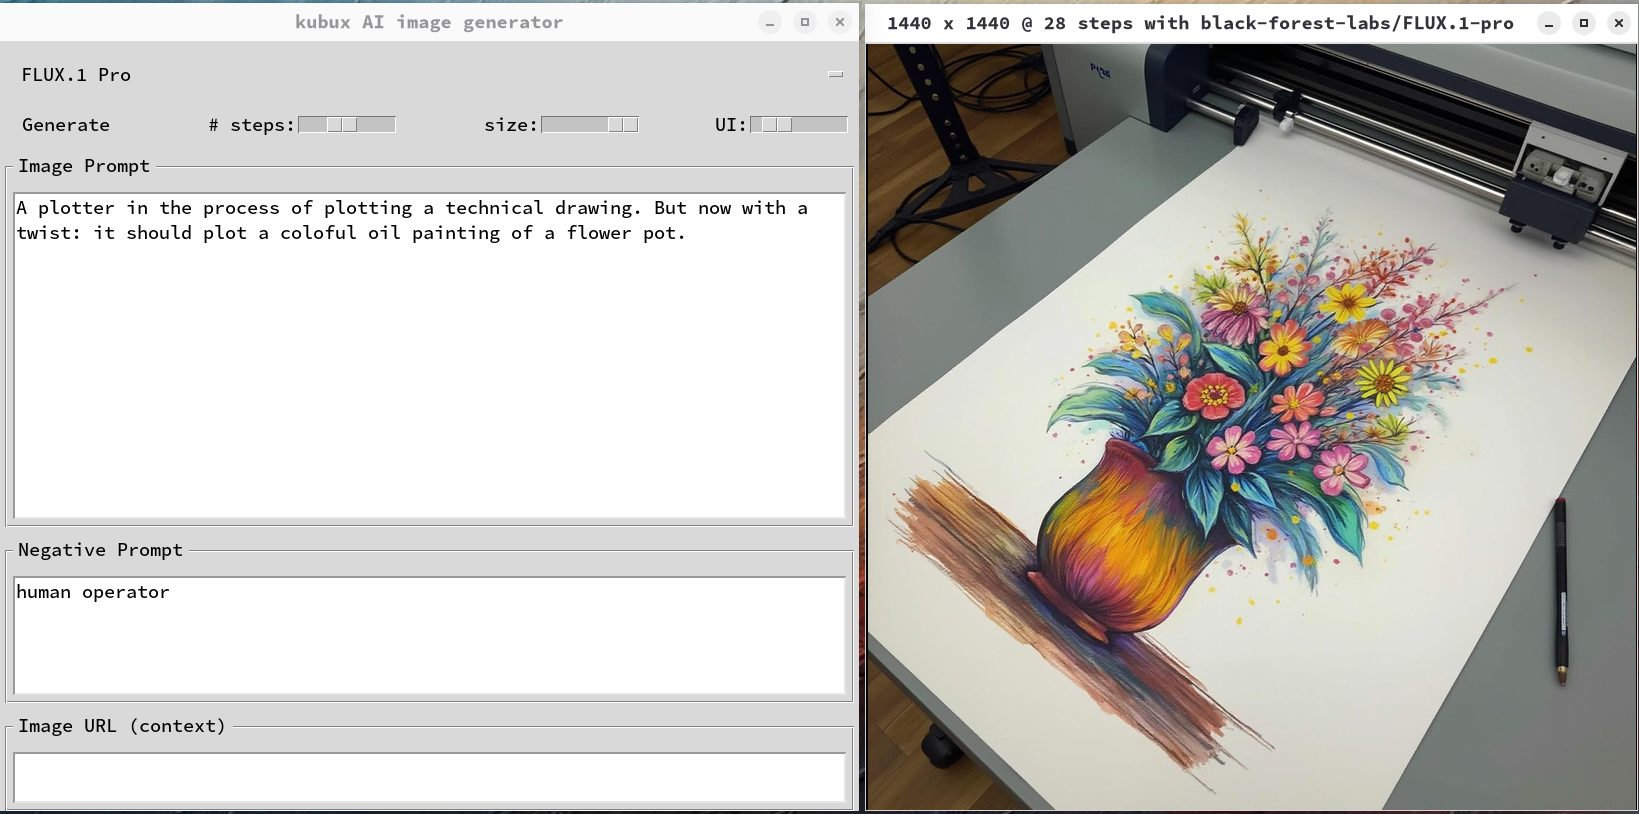 kubux AI image generator
FLUX.1 Pro
Generate
# steps:
size:
UI:
Image Prompt
A plotter in the process of plotting a technical drawing. But now with a
twist: it should plot a coloful oil painting of a flower pot.
Negative Prompt
human operator
Image URL (context)
1440 x 1440 @ 28 steps with black-forest-labs/FLUX.1-pro